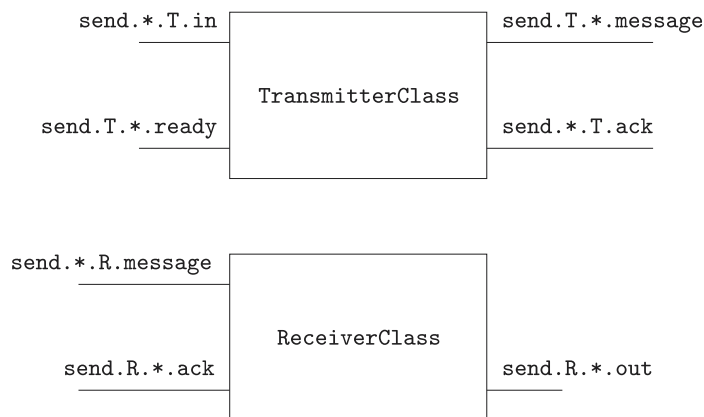 send.*.T.in
send.T.*.message
TransmitterClass
send.T.*.ready
send.*.T.ack
send.*.R.message
ReceiverClass
send.R.*.ack
send.R.*.out